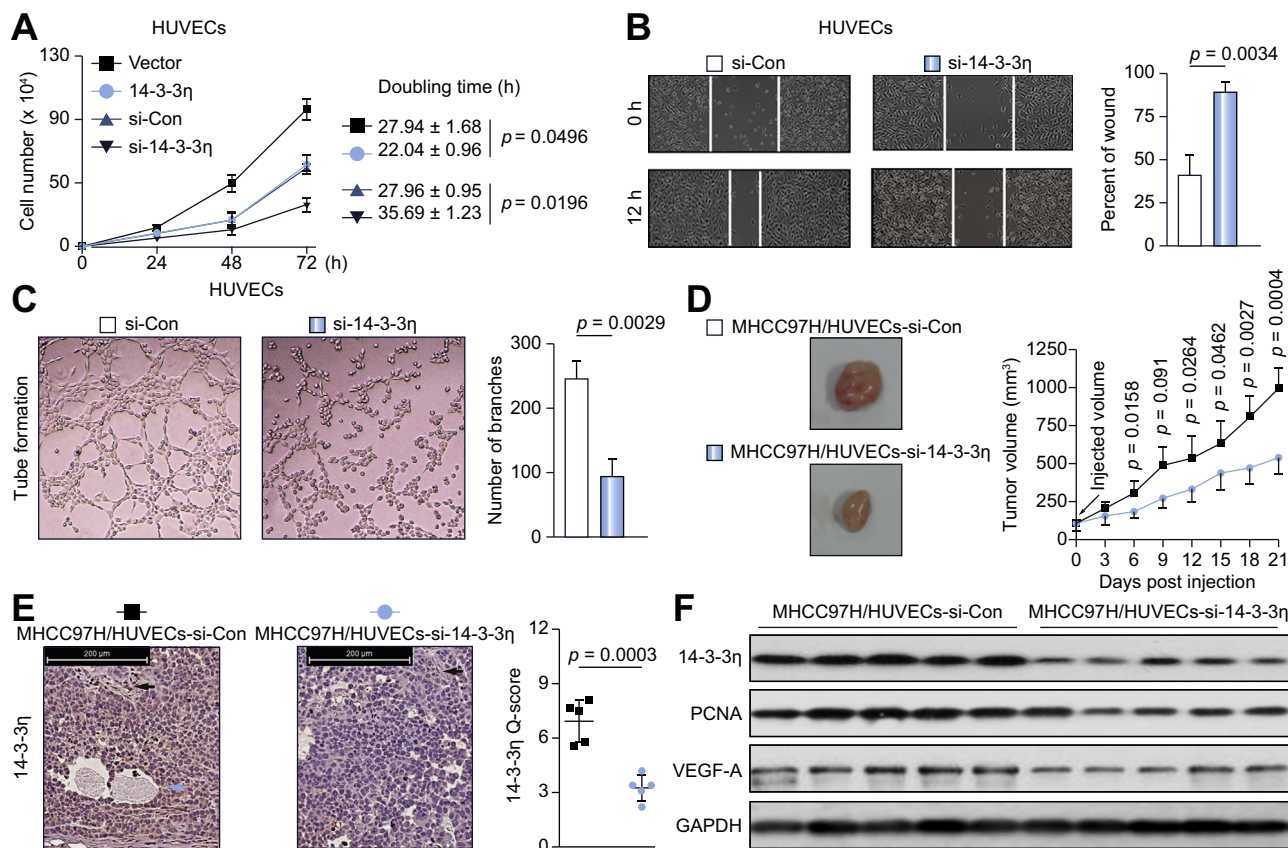 A
HUVECs
Cell number (x 10⁴)
130
90
50
0
0
24
48
72
(h)
Vector
14-3-3η
si-Con
si-14-3-3η
Doubling time (h)
27.94 ± 1.68
22.04 ± 0.96
p = 0.0496
27.96 ± 0.95
35.69 ± 1.23
p = 0.0196
B
HUVECs
si-Con
si-14-3-3η
0 h
12 h
Percent of wound
100
75
50
25
0
p = 0.0034
C
HUVECs
si-Con
si-14-3-3η
Tube formation
Number of branches
300
200
100
0
p = 0.0029
D
MHCC97H/HUVECs-si-Con
MHCC97H/HUVECs-si-14-3-3η
Tumor volume (mm³)
1250
1000
750
500
250
0
Injected volume
p = 0.0158
p = 0.091
p = 0.0264
p = 0.0462
p = 0.0027
p = 0.0004
0
3
6
9
12
15
18
21
Days post injection
E
MHCC97H/HUVECs-si-Con
MHCC97H/HUVECs-si-14-3-3η
200 µm
200 µm
14-3-3η
14-3-3η Q-score
12
9
6
3
0
p = 0.0003
F
MHCC97H/HUVECs-si-Con
MHCC97H/HUVECs-si-14-3-3η
14-3-3η
PCNA
VEGF-A
GAPDH